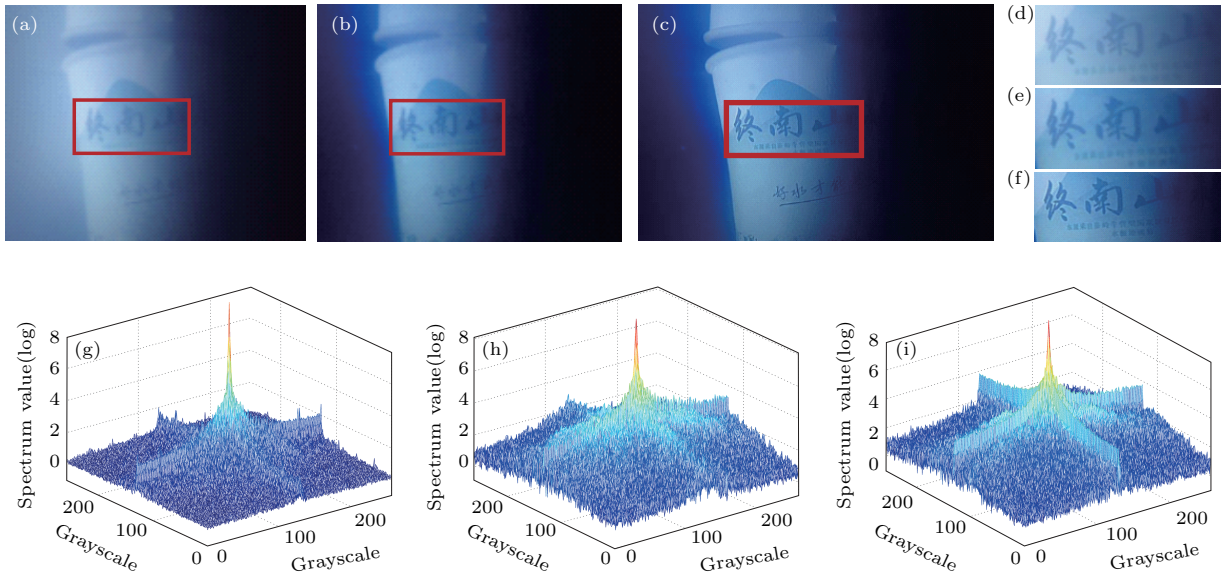 (a)
(b)
(c)
(d)
(e)
(f)
终南山
终南山
终南山
好水
终南山
终南山
终南山
(g)
(h)
(i)
Spectrum value(log)
8
6
4
2
0
200
100
0
Grayscale
0
100
200
Grayscale
Spectrum value(log)
8
6
4
2
0
200
100
0
Grayscale
0
100
200
Grayscale
Spectrum value(log)
8
6
4
2
0
200
100
0
Grayscale
0
100
200
Grayscale